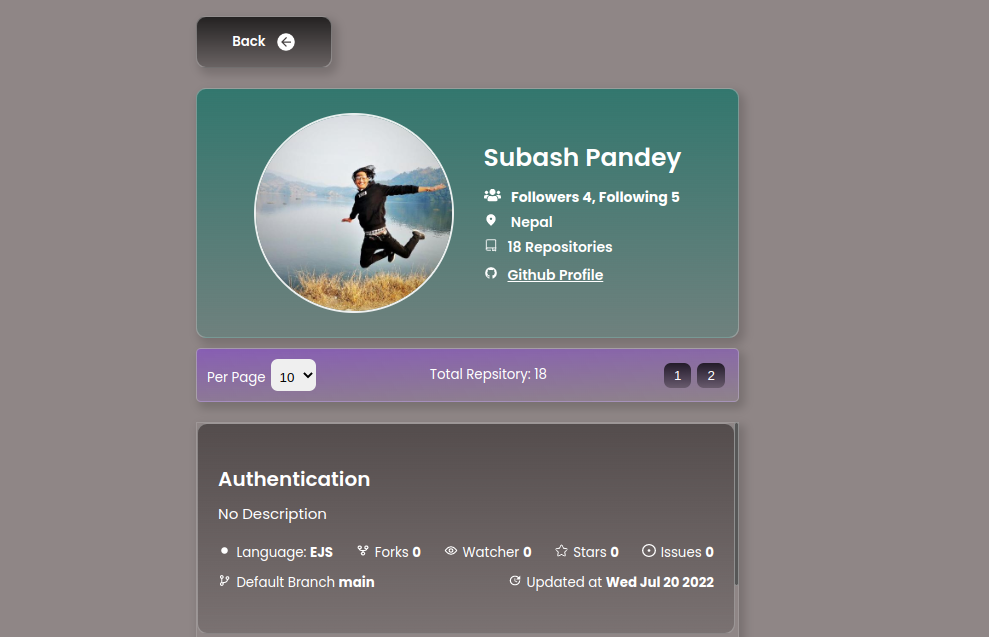 Back
Subash Pandey
Followers 4, Following 5
Nepal
18 Repositories
Github Profile
Per Page 10 Total Repsitory: 18 1 2
Authentication
No Description
Language: EJS Forks 0 Watcher 0 Stars 0 Issues 0
Default Branch main Updated at Wed Jul 20 2022